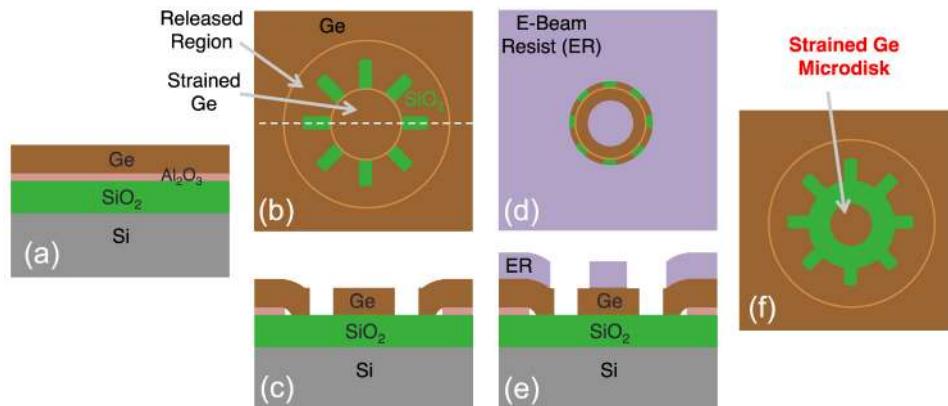 Released
Region
Ge
Strained
Ge
SiO₂
(b)
E-Beam
Resist (ER)
(d)
Strained Ge
Microdisk
(f)
Ge
Al₂O₃
SiO₂
Si
(a)
Ge
SiO₂
Si
(c)
ER
Ge
SiO₂
Si
(e)